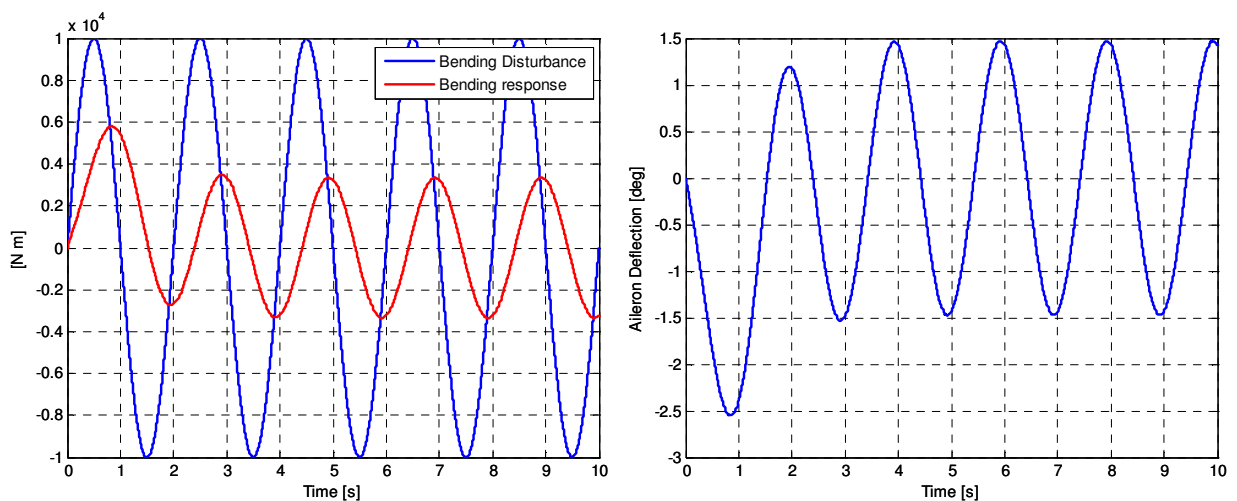 x 10⁴
Bending Disturbance
Bending response
1
0.8
0.6
0.4
0.2
0
-0.2
-0.4
-0.6
-0.8
-1
[N m]
0 1 2 3 4 5 6 7 8 9 10
Time [s]
1.5
1
0.5
0
-0.5
-1
-1.5
-2
-2.5
-3
Aileron Deflection [deg]
0 1 2 3 4 5 6 7 8 9 10
Time [s]